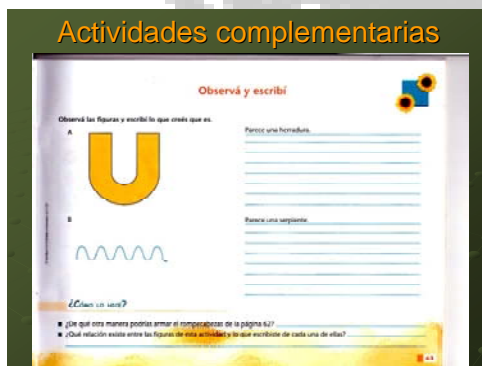 Actividades complementarias
Observá y escribí
Observá las figuras y escribí lo que creés que es.
A
Parece una herradura.
B
Parece una serpiente.
¿Cómo lo hice?
¿De qué otra manera podrías armar el rompecabezas de la página 62?
¿Qué relación existe entre las figuras de esta actividad y lo que escribiste de cada una de ellas?